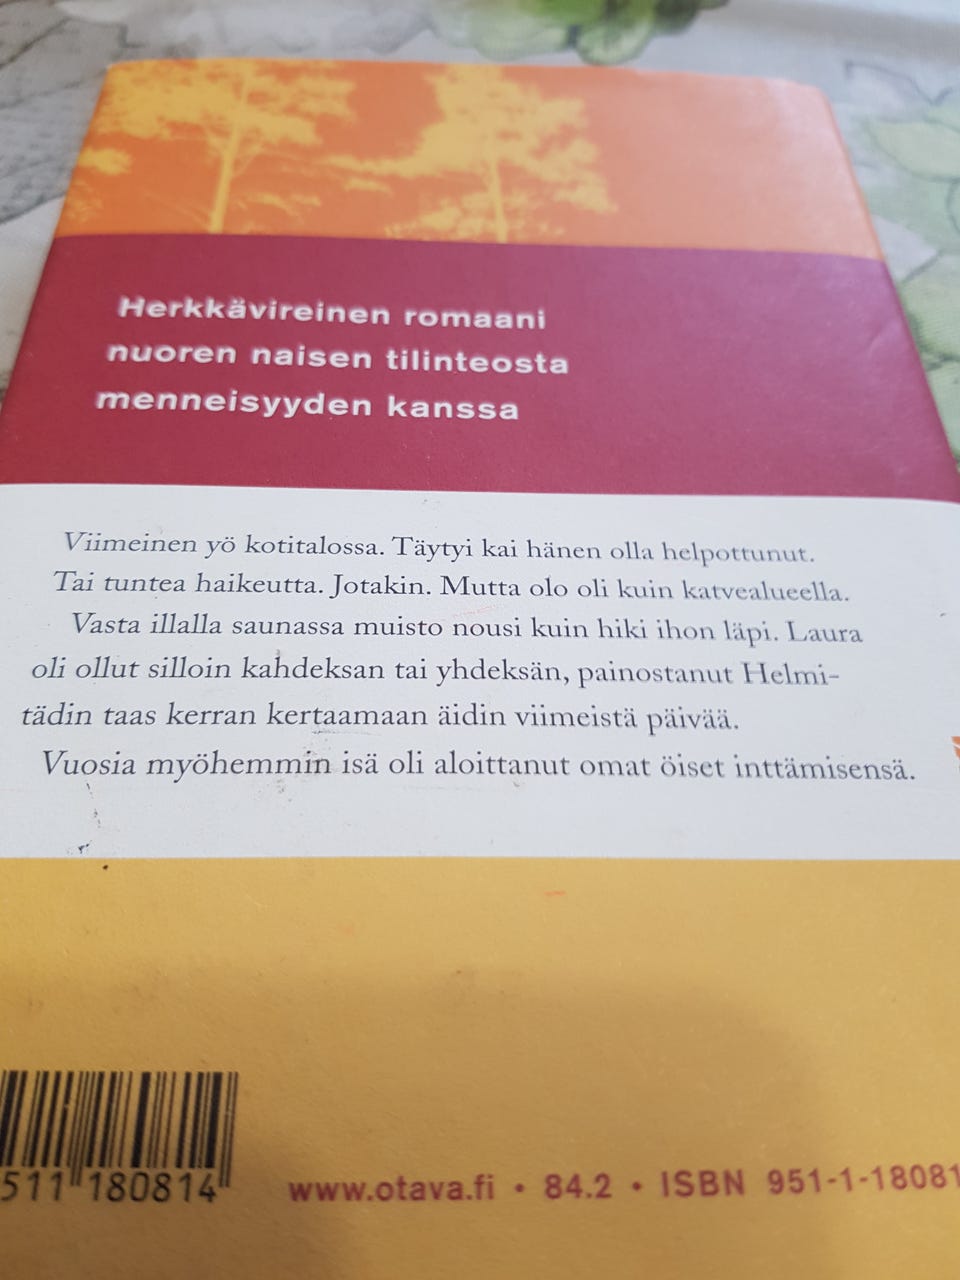 Herkkävireinen romaani
nuoren naisen tilinteosta
menneisyyden kanssa
Viimeinen yö kotitalossa. Täytyi kai hänen olla helpottunut.
Tai tuntea haikeutta. Jotakin. Mutta olo oli kuin katvealueella.
Vasta illalla saunassa muisto nousi kuin hiki ihon läpi. Laura
oli ollut silloin kahdeksan tai yhdeksän, painostanut Helmi-
tädin taas kerran kertaamaan äidin viimeistä päivää.
Vuosia myöhemmin isä oli aloittanut omat öiset inttämisensä.
511 180814
www.otava.fi • 84.2 • ISBN 951-1-18081